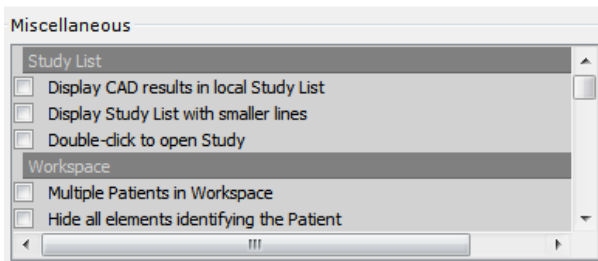 Miscellaneous
Study List
Display CAD results in local Study List
Display Study List with smaller lines
Double-click to open Study
Workspace
Multiple Patients in Workspace
Hide all elements identifying the Patient